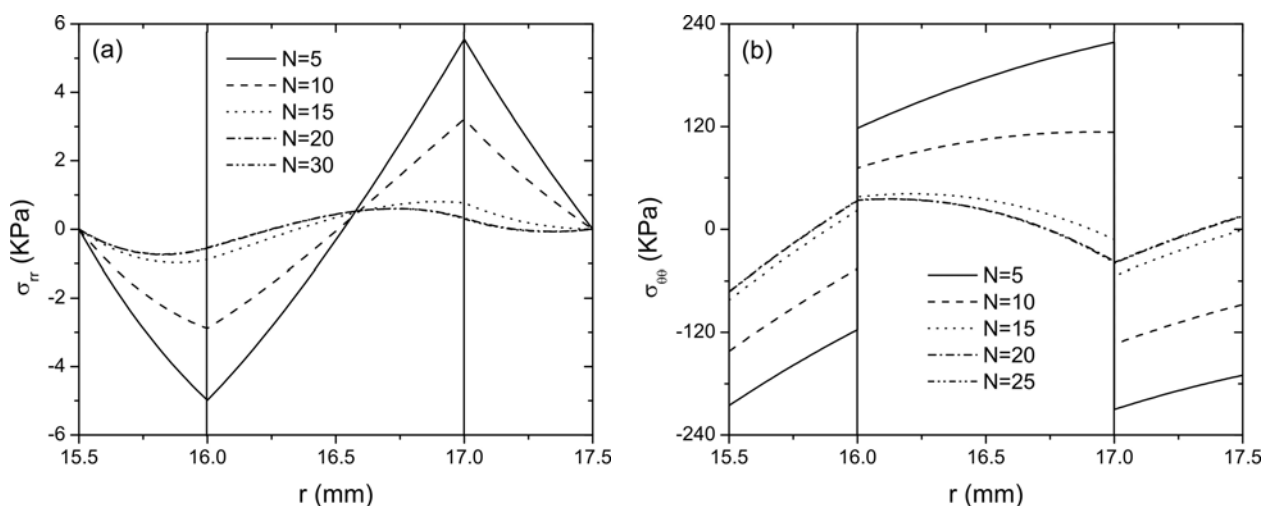 (a)
N=5
N=10
N=15
N=20
N=30
σrr (KPa)
6
4
2
0
-2
-4
-6
15.5 16.0 16.5 17.0 17.5
r (mm)
(b)
N=5
N=10
N=15
N=20
N=25
σθθ (KPa)
240
120
0
-120
-240
15.5 16.0 16.5 17.0 17.5
r (mm)